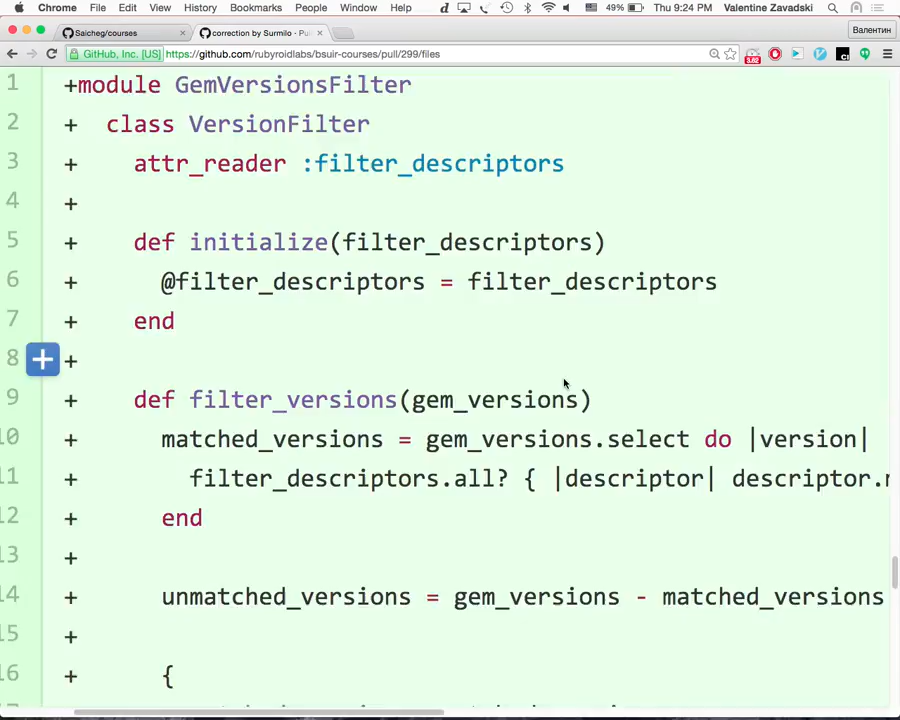 Chrome File Edit View History Bookmarks People Window Help 49% Thu 9:24 PM Valentine Zavadski
Saicheg/courses correction by Surmilo · Pu Валентин
GitHub, Inc. [US] https://github.com/rubyroidlabs/bsuir-courses/pull/299/files
1 +module GemVersionsFilter
2 + class VersionFilter
3 + attr_reader :filter_descriptors
4 +
5 + def initialize(filter_descriptors)
6 + @filter_descriptors = filter_descriptors
7 + end
8 +
9 + def filter_versions(gem_versions)
10 + matched_versions = gem_versions.select do |version|
11 + filter_descriptors.all? { |descriptor| descriptor.
12 + end
13 +
14 + unmatched_versions = gem_versions - matched_versions
15 +
16 + {